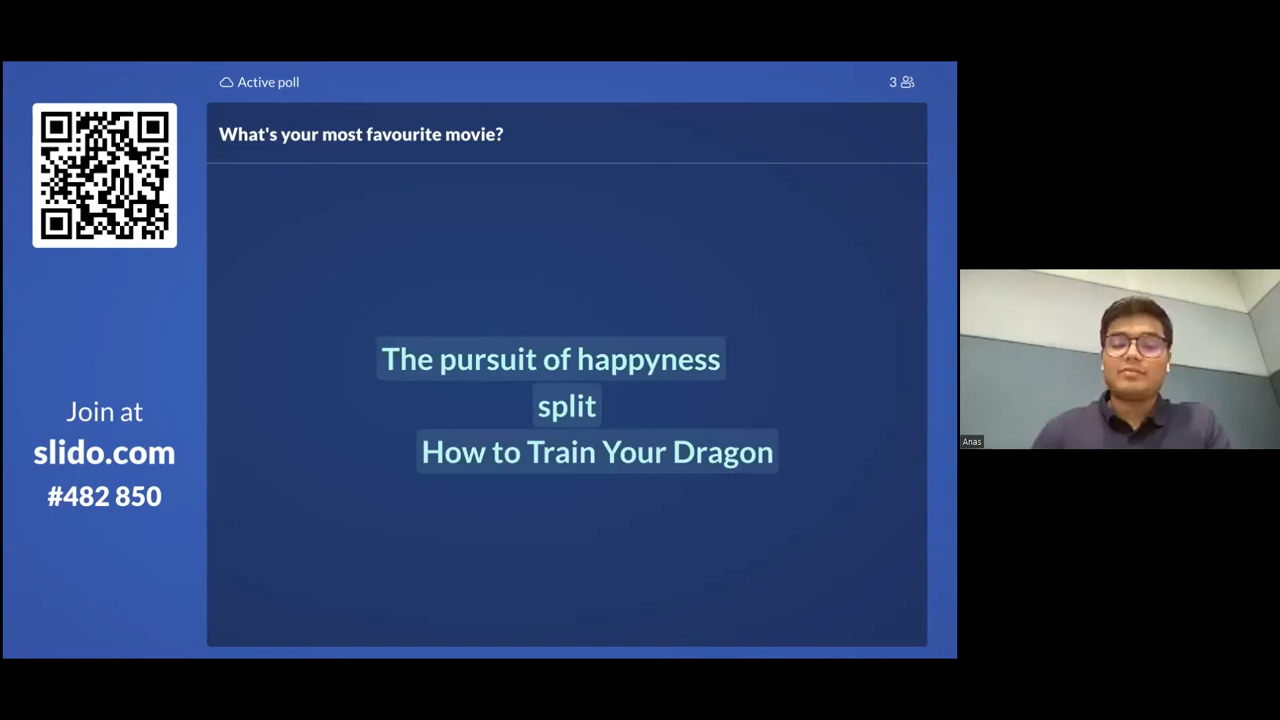 Active poll
3
What's your most favourite movie?
The pursuit of happyness
split
How to Train Your Dragon
Join at
slido.com
#482 850
Anas